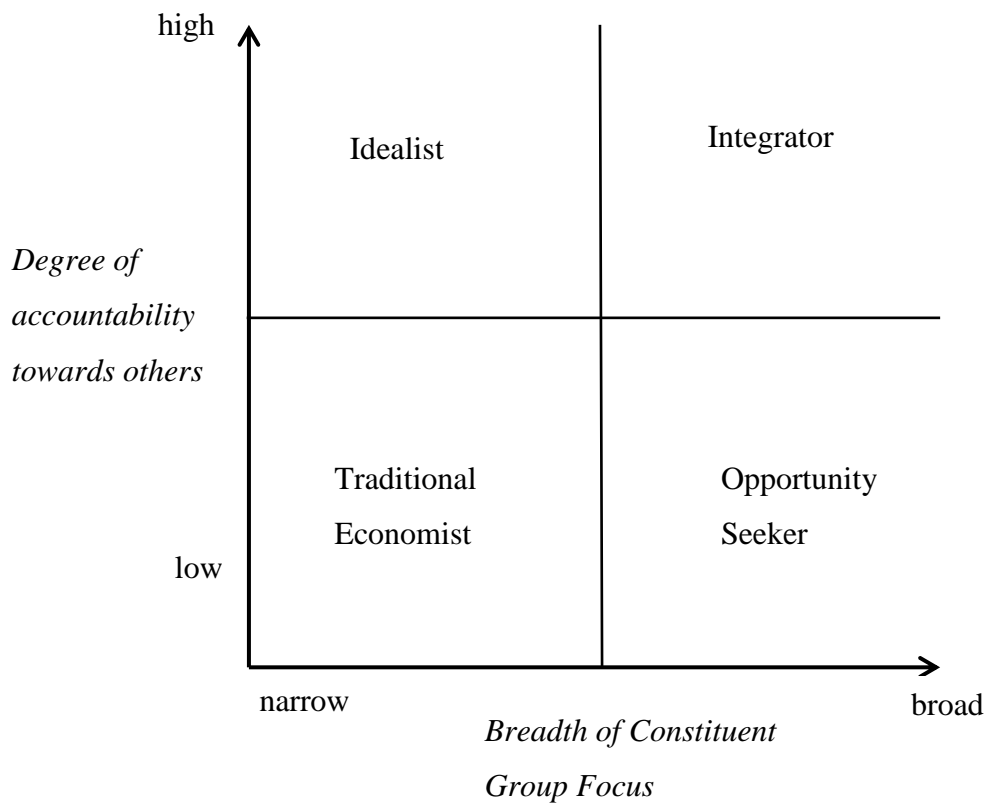 high
Idealist
Integrator
Degree of
accountability
towards others
Traditional
Economist
Opportunity
Seeker
low
narrow
broad
Breadth of Constituent
Group Focus